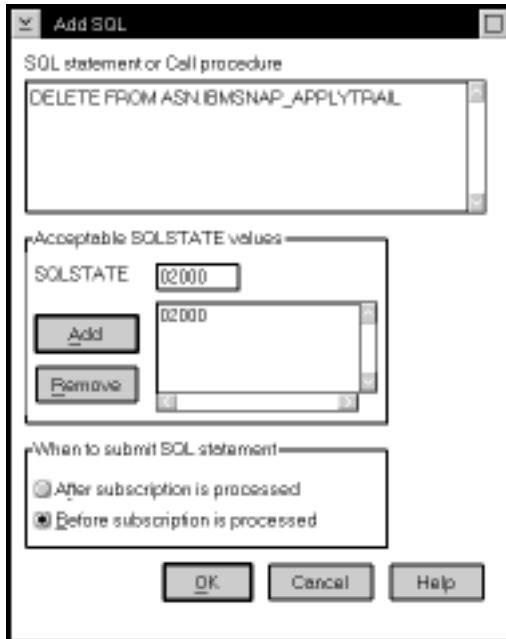 Add SQL
SQL statement or Call procedure
DELETE FROM ASN.IBMSNAP_APPLYTRAIL
Acceptable SQLSTATE values
SQLSTATE 02000
02000
Add
Remove
When to submit SQL statement
After subscription is processed
Before subscription is processed
OK Cancel Help